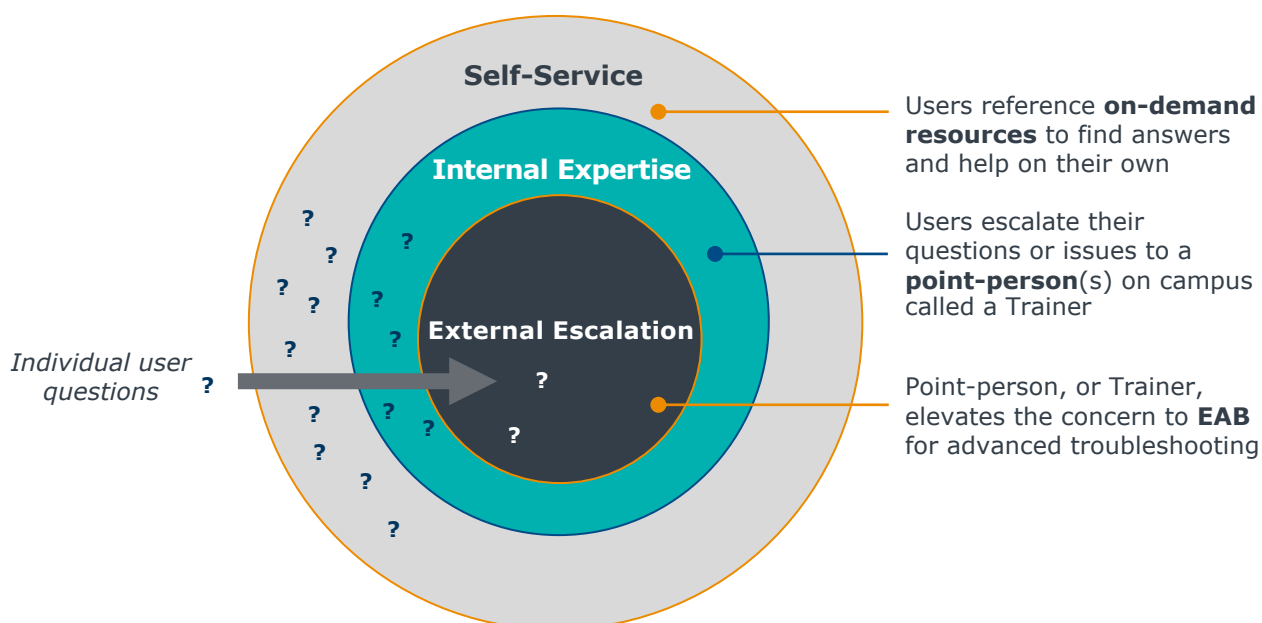 Self-Service
Users reference on-demand
resources to find answers
and help on their own
Internal Expertise
?
?
?
?
?
?
?
?
?
Users escalate their
questions or issues to a
point-person(s) on campus
called a Trainer
External Escalation
Individual user
questions ?
?
?
?
?
?
?
?
?
Point-person, or Trainer,
elevates the concern to EAB
for advanced troubleshooting